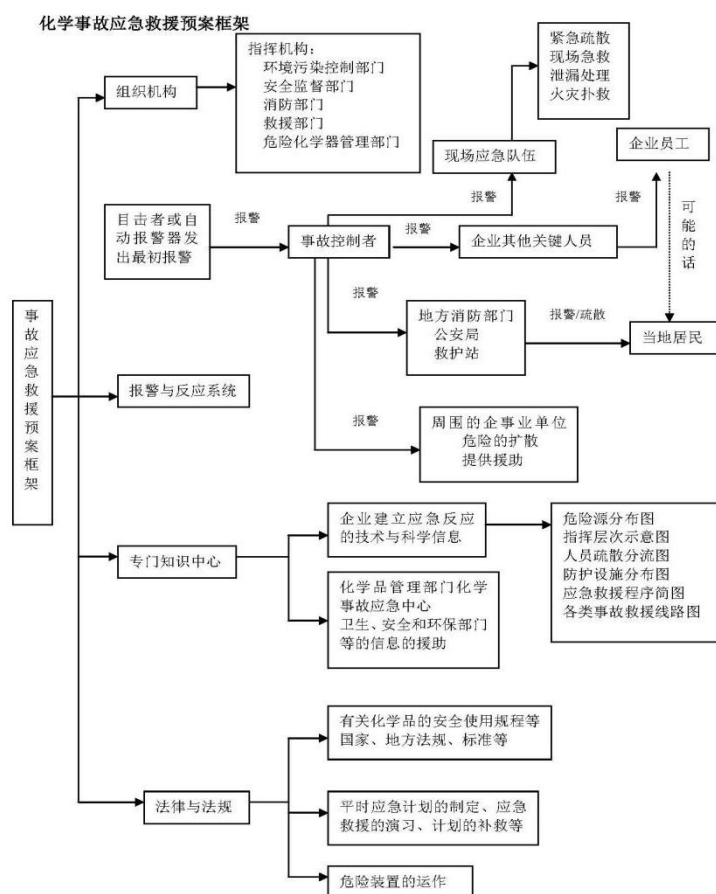 化学事故应急救援预案框架
指挥机构：
环境污染控制部门
安全监督部门
消防部门
救援部门
危险化学器管理部门
组织机构
紧急疏散
现场急救
泄漏处理
火灾扑救
现场应急队伍
企业员工
目击者或自
动报警器发
出最初报警
报警
事故控制者
报警
报警
企业其他关键人员
报警
可能的话
报警
地方消防部门
公安局
救护站
报警/疏散
当地居民
事故应急救援预案框架
报警与反应系统
报警
周围的企事业单位
危险的扩散
提供援助
专门知识中心
企业建立应急反应
的技术与科学信息
危险源分布图
指挥层次示意图
人员疏散分流图
防护设施分布图
应急救援程序简图
各类事故救援线路图
化学品管理部门化学
事故应急中心
卫生、安全和环保部门
等的信息的援助
法律与法规
有关化学品的安全使用规程等
国家、地方法规、标准等
平时应急计划的制定、应急
救援的演习、计划的补救等
危险装置的运作